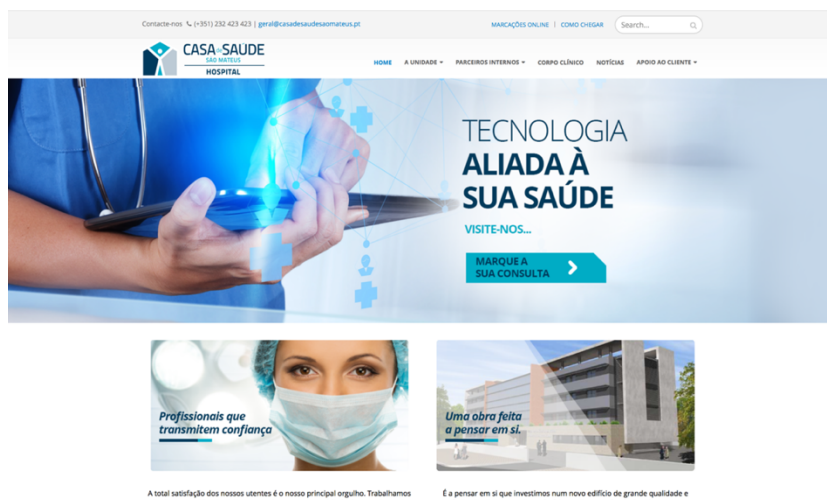 Contacte-nos (+351) 232 423 423 | geral@casadesaudesaomateus.pt
MARCAÇÕES ONLINE | COMO CHEGAR
Search...
CASA DE SAÚDE
SÃO MATEUS
HOSPITAL
HOME A UNIDADE PARCEIROS INTERNOS CORPO CLÍNICO NOTÍCIAS APOIO AO CLIENTE
TECNOLOGIA
ALIADA À
SUA SAÚDE
VISITE-NOS...
MARQUE A
SUA CONSULTA
Profissionais que
transmitem confiança
Uma obra feita
a pensar em si.
A total satisfação dos nossos utentes é o nosso principal orgulho. Trabalhamos
É a pensar em si que investimos num novo edifício de grande qualidade e